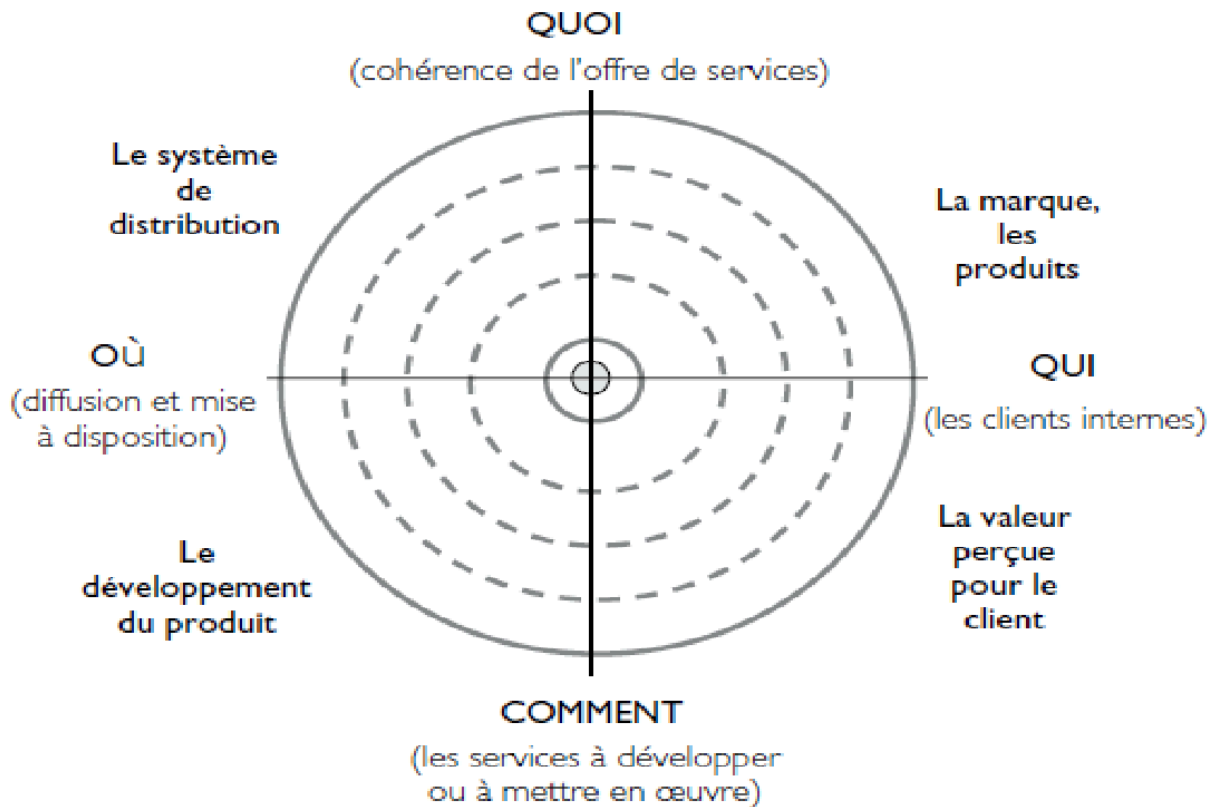 QUOI
(cohérence de l'offre de services)
Le système
de
distribution
La marque,
les
produits
OÙ
(diffusion et mise
à disposition)
QUI
(les clients internes)
Le
développement
du produit
La valeur
perçue
pour le
client
COMMENT
(les services à développer
ou à mettre en œuvre)